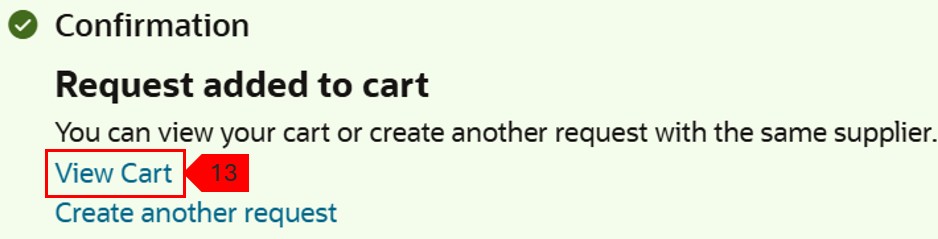 Confirmation
Request added to cart
You can view your cart or create another request with the same supplier.
View Cart 13
Create another request